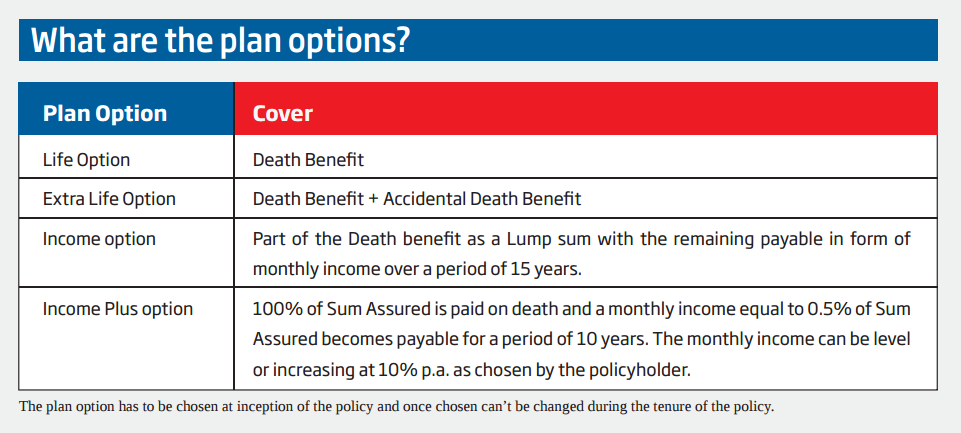 What are the plan options?
Plan Option
Cover
Life Option
Death Benefit
Extra Life Option
Death Benefit + Accidental Death Benefit
Income option
Part of the Death benefit as a Lump sum with the remaining payable in form of
monthly income over a period of 15 years.
Income Plus option
100% of Sum Assured is paid on death and a monthly income equal to 0.5% of Sum
Assured becomes payable for a period of 10 years. The monthly income can be level
or increasing at 10% p.a. as chosen by the policyholder.
The plan option has to be chosen at inception of the policy and once chosen can’t be changed during the tenure of the policy.